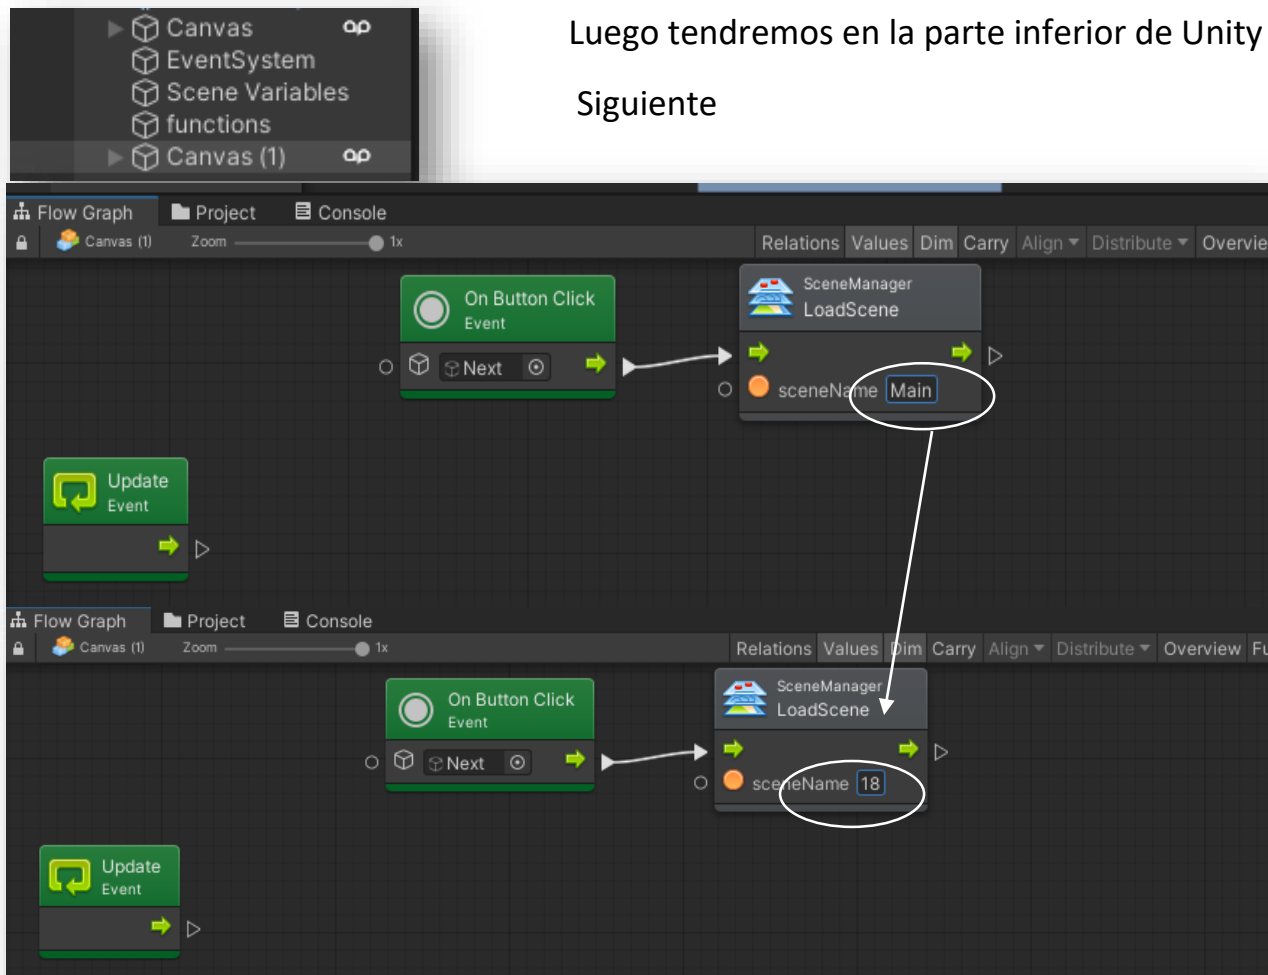 Canvas
EventSystem
Scene Variables
functions
Canvas (1)
Luego tendremos en la parte inferior de Unity
Siguiente
Flow Graph Project Console
Canvas (1) Zoom 1x Relations Values Dim Carry Align Distribute Overvie
On Button Click
Event
Next
SceneManager
LoadScene
sceneName Main
Update
Event
Flow Graph Project Console
Canvas (1) Zoom 1x Relations Values Dim Carry Align Distribute Overview Fu
On Button Click
Event
Next
SceneManager
LoadScene
sceneName 18
Update
Event